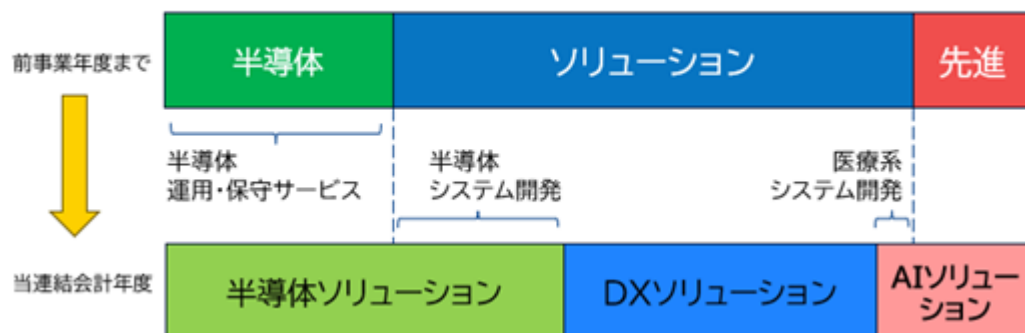 前事業年度まで
半導体
ソリューション
先進
半導体
運用・保守サービス
半導体
システム開発
医療系
システム開発
当連結会計年度
半導体ソリューション
DXソリューション
AIソリュー
ション